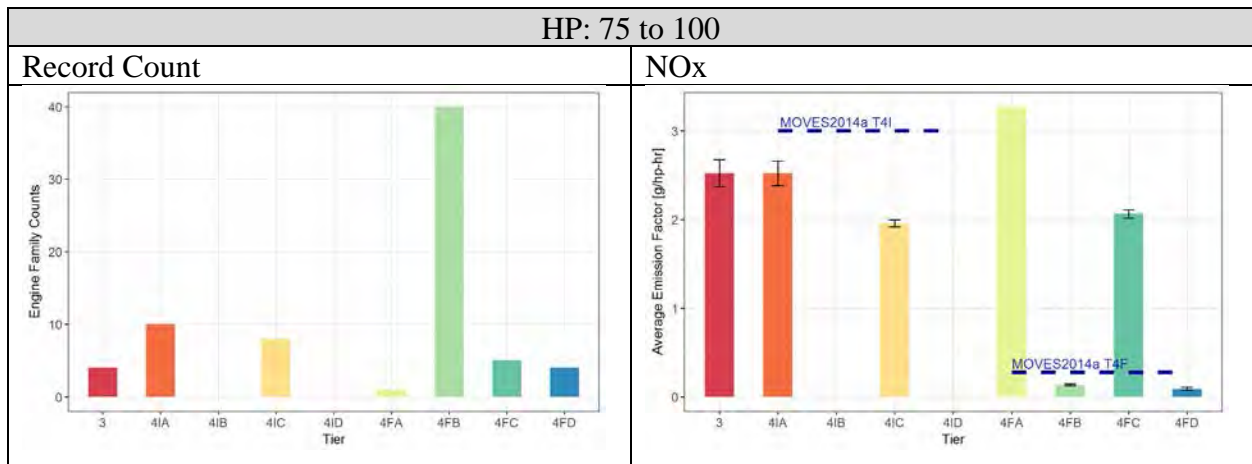 HP: 75 to 100
Record Count
NOx
Engine Family Counts
40
30
20
10
0
3 4IA 4IB 4IC 4ID 4FA 4FB 4FC 4FD
Tier
Average Emission Factor [g/hp-hr]
3
2
1
0
MOVES2014a T4I
MOVES2014a T4F
3 4IA 4IB 4IC 4ID 4FA 4FB 4FC 4FD
Tier